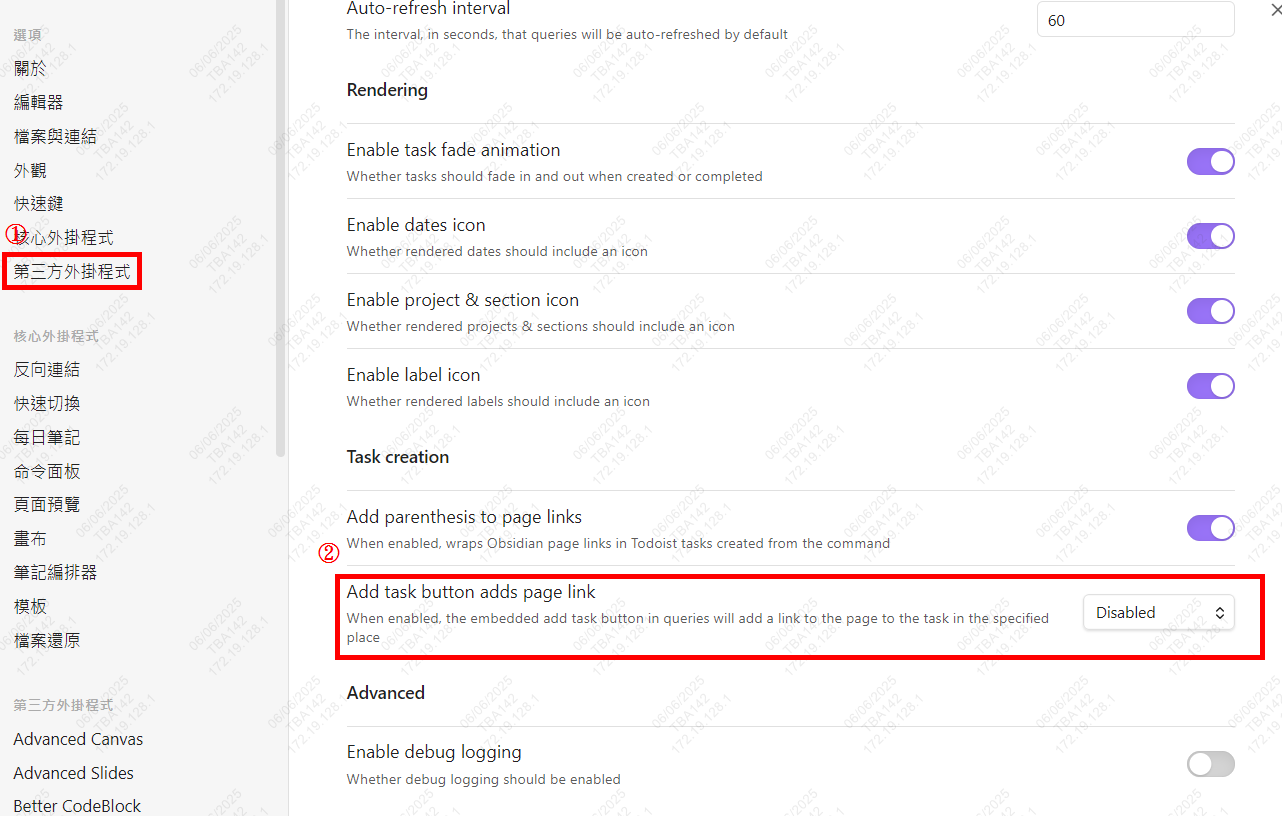 選項
關於
編輯器
檔案與連結
外觀
快速鍵
①
核心外掛程式
第三方外掛程式
核心外掛程式
反向連結
快速切換
每日筆記
命令面板
頁面預覽
畫布
筆記編排器
模板
檔案還原
第三方外掛程式
Advanced Canvas
Advanced Slides
Better CodeBlock
Auto-refresh interval
The interval, in seconds, that queries will be auto-refreshed by default
60
Rendering
Enable task fade animation
Whether tasks should fade in and out when created or completed
Enable dates icon
Whether rendered dates should include an icon
Enable project & section icon
Whether rendered projects & sections should include an icon
Enable label icon
Whether rendered labels should include an icon
Task creation
Add parenthesis to page links
When enabled, wraps Obsidian page links in Todoist tasks created from the command
②
Add task button adds page link
When enabled, the embedded add task button in queries will add a link to the page to the task in the specified
place
Disabled
Advanced
Enable debug logging
Whether debug logging should be enabled
06/06/2025
TBA142
172.19.128.1